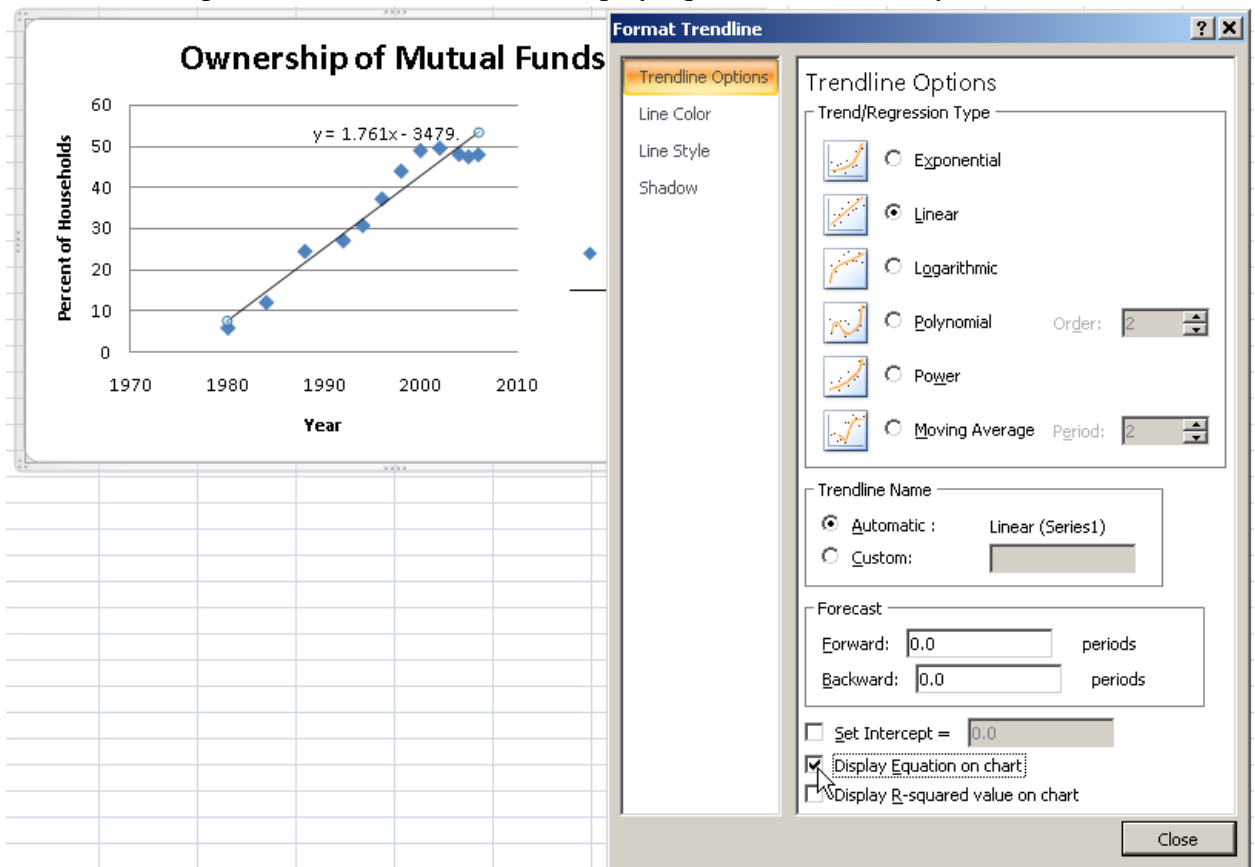 Ownership of Mutual Funds
Percent of Households
60
50
40
30
20
10
0
y = 1.761x - 3479.
1970 1980 1990 2000 2010
Year
Format Trendline
Trendline Options
Line Color
Line Style
Shadow
Trendline Options
Trend/Regression Type
Exponential
Linear
Logarithmic
Polynomial Order: 2
Power
Moving Average Period: 2
Trendline Name
Automatic : Linear (Series1)
Custom:
Forecast
Forward: 0.0 periods
Backward: 0.0 periods
Set Intercept = 0.0
Display Equation on chart
Display R-squared value on chart
Close